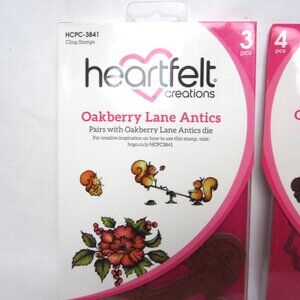 HCPC-3841
Cling Stamps
3
pcs
4
pcs
heartfelt
creations
Oakberry Lane Antics
Pairs with Oakberry Lane Antics die
For creative inspiration on how to use this stamp, visit:
hcgo.co/p/HCPC3841